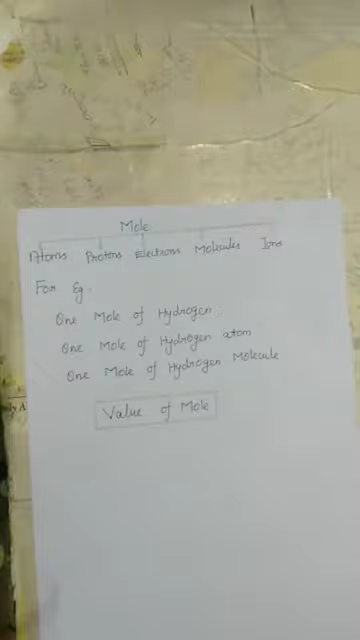 Mole
Atoms Protons Electrons Molecules Ions
For Eg.
One Mole of Hydrogen
One Mole of Hydrogen atom
One Mole of Hydrogen Molecule
Value of Mole